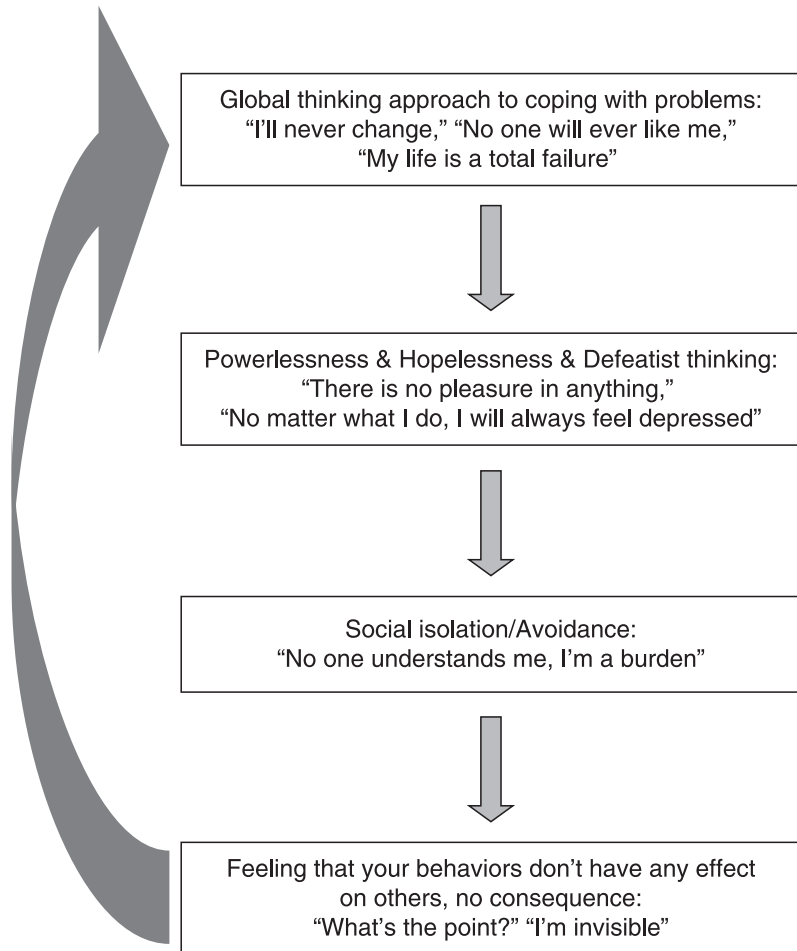 Global thinking approach to coping with problems:
“I’ll never change,” “No one will ever like me,”
“My life is a total failure”
Powerlessness & Hopelessness & Defeatist thinking:
“There is no pleasure in anything,”
“No matter what I do, I will always feel depressed”
Social isolation/Avoidance:
“No one understands me, I’m a burden”
Feeling that your behaviors don’t have any effect
on others, no consequence:
“What’s the point?” “I’m invisible”